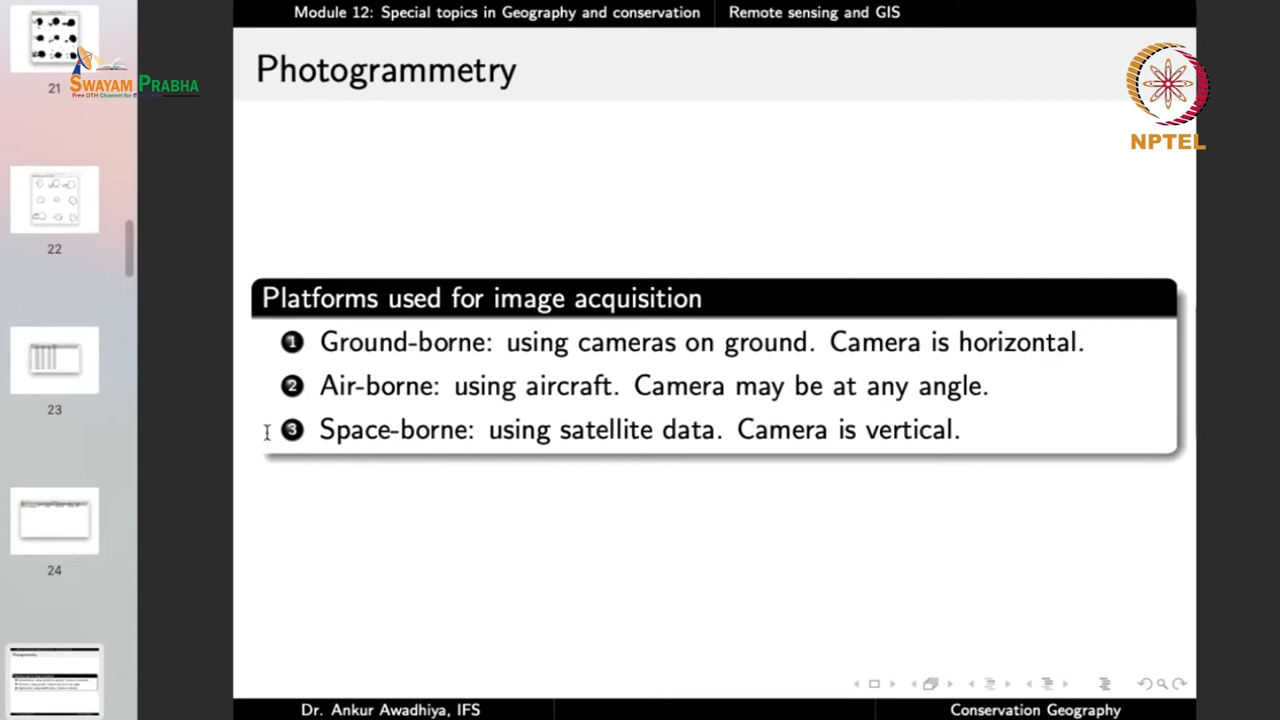 Module 12: Special topics in Geography and conservation
Remote sensing and GIS
Photogrammetry
21
SWAYAM PRABHA
NPTEL
22
23
24
Platforms used for image acquisition
1 Ground-borne: using cameras on ground. Camera is horizontal.
2 Air-borne: using aircraft. Camera may be at any angle.
3 Space-borne: using satellite data. Camera is vertical.
Dr. Ankur Awadhiya, IFS
Conservation Geography